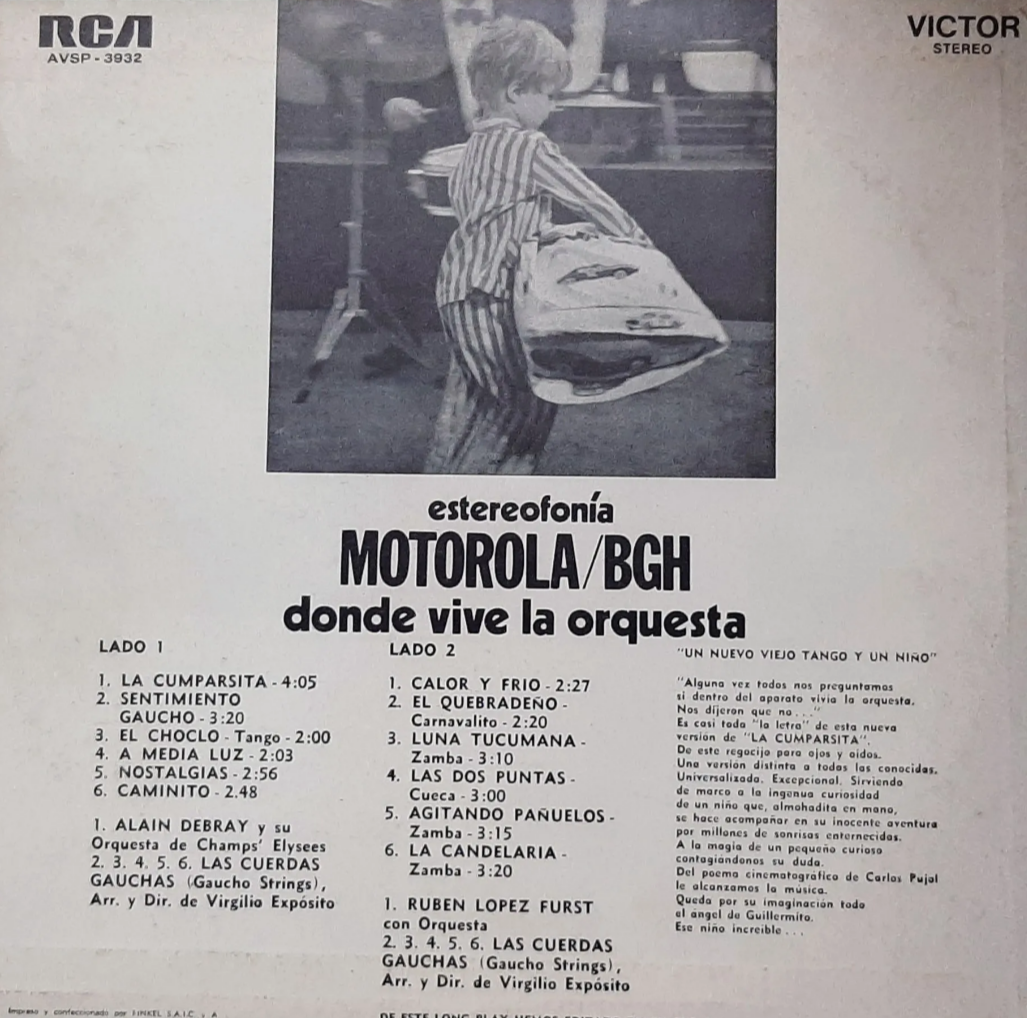 RCA
AVSP - 3932
VICTOR
STEREO
estereofonía
MOTOROLA/BGH
donde vive la orquesta
LADO 1
1. LA CUMPARSITA - 4:05
2. SENTIMIENTO
GAUCHO - 3:20
3. EL CHOCLO - Tango - 2:00
4. A MEDIA LUZ - 2:03
5. NOSTALGIAS - 2:56
6. CAMINITO - 2.48
1. ALAIN DEBRAY y su
Orquesta de Champs' Elysees
2. 3. 4. 5. 6. LAS CUERDAS
GAUCHAS (Gaucho Strings),
Arr. y Dir. de Virgilio Expósito
LADO 2
1. CALOR Y FRIO - 2:27
2. EL QUEBRADEÑO -
Carnavalito - 2:20
3. LUNA TUCUMANA -
Zamba - 3:10
4. LAS DOS PUNTAS -
Cueca - 3:00
5. AGITANDO PAÑUELOS -
Zamba - 3:15
6. LA CANDELARIA -
Zamba - 3:20
1. RUBEN LOPEZ FURST
con Orquesta
2. 3. 4. 5. 6. LAS CUERDAS
GAUCHAS (Gaucho Strings),
Arr. y Dir. de Virgilio Expósito
"UN NUEVO VIEJO TANGO Y UN NIÑO"
"Alguna vez todos nos preguntamos
si dentro del aparato vivía la orquesta.
Nos dijeron que no . . ."
Es casi toda "la letra" de esta nueva
versión de "LA CUMPARSITA".
De este regocijo para ojos y oídos.
Una versión distinta a todas las conocidas.
Universalizada. Excepcional. Sirviendo
de marco a la ingenua curiosidad
de un niño que, almohadita en mano,
se hace acompañar en su inocente aventura
por millones de sonrisas enternecidas.
A la magia de un pequeño curioso
contagiándonos su duda.
Del poema cinematográfico de Carlos Pujol
le alcanzamos la música.
Queda por su imaginación todo
el ángel de Guillermito.
Ese niño increíble . . .
Impreso y confeccionado por FINKEL S.A.I.C. y A.
DE ESTE LONG PLAY